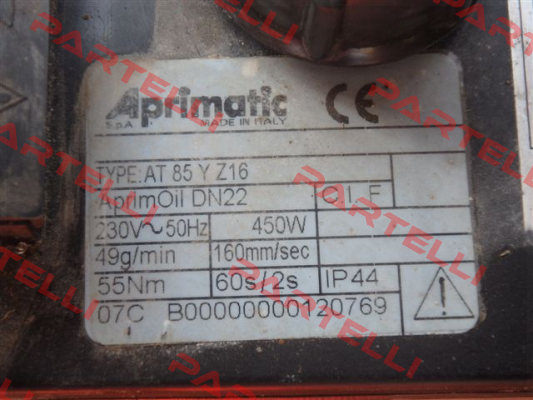 Aprimatic
S.p.A. MADE IN ITALY
CE
TYPE: AT 85 Y Z16
AprimOil DN22 C.I. F
230V~50Hz 450W
49g/min 160mm/sec
55Nm 60s/2s IP44
07C B00000000120769
PARTELLI
PARTELLI
PARTELLI
PARTELLI
PARTELLI